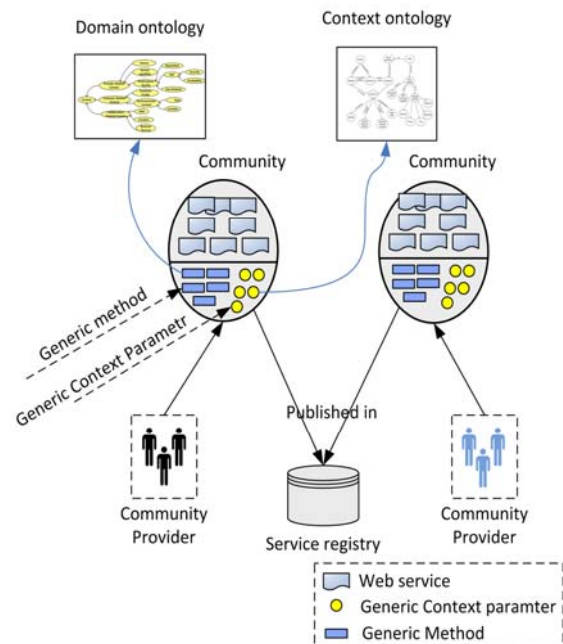 Domain ontology
Context ontology
Community
Community
Generic method
Generic Context Parametr
Published in
Community
Provider
Service registry
Community
Provider
Web service
Generic Context paramter
Generic Method